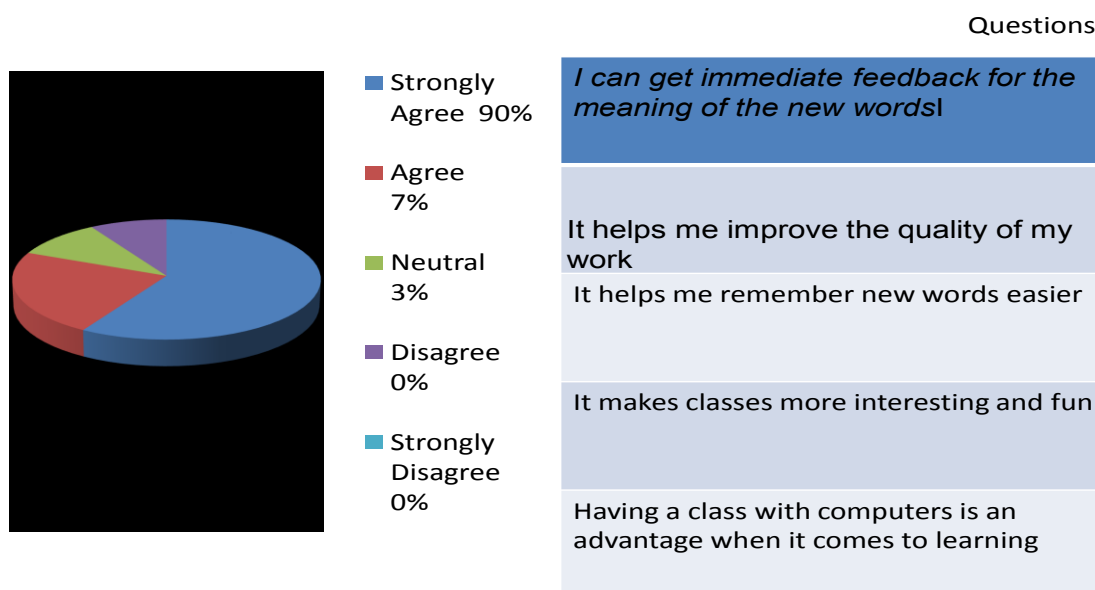 Questions
Strongly
Agree 90%
Agree
7%
Neutral
3%
Disagree
0%
Strongly
Disagree
0%
I can get immediate feedback for the
meaning of the new wordsI
It helps me improve the quality of my
work
It helps me remember new words easier
It makes classes more interesting and fun
Having a class with computers is an
advantage when it comes to learning